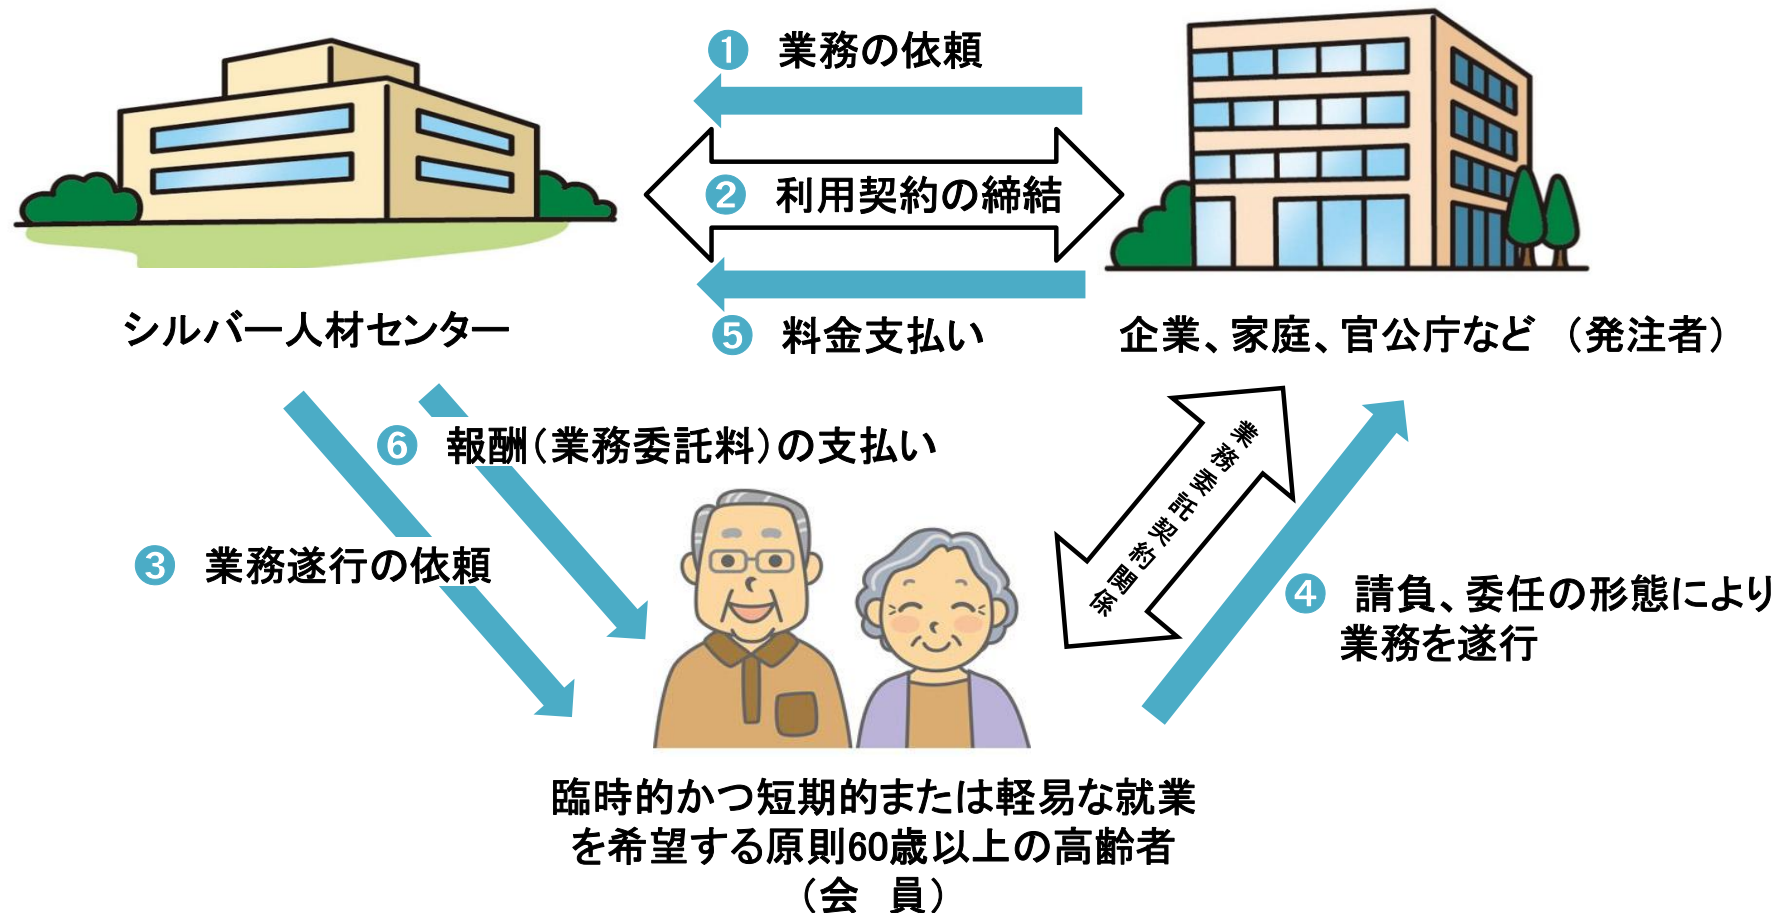 ❶ 業務の依頼
❷ 利用契約の締結
シルバー人材センター
❺ 料金支払い
企業、家庭、官公庁など （発注者）
❻ 報酬（業務委託料）の支払い
業務委託契約関係
❸ 業務遂行の依頼
❹ 請負、委任の形態により
業務を遂行
臨時的かつ短期的または軽易な就業
を希望する原則60歳以上の高齢者
（会　員）